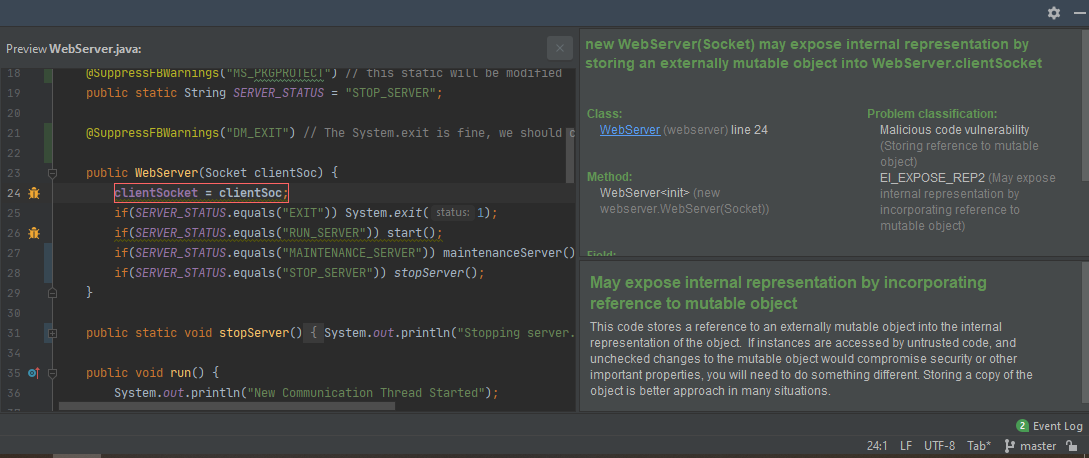 Preview WebServer.java:
18 @SuppressFBWarnings("MS_PKGPROTECT") // this static will be modified
19 public static String SERVER_STATUS = "STOP_SERVER";
20
21 @SuppressFBWarnings("DM_EXIT") // The System.exit is fine, we should
22
23 public WebServer(Socket clientSoc) {
24 clientSocket = clientSoc;
25 if(SERVER_STATUS.equals("EXIT")) System.exit( status: 1);
26 if(SERVER_STATUS.equals("RUN_SERVER")) start();
27 if(SERVER_STATUS.equals("MAINTENANCE_SERVER")) maintenanceServer()
28 if(SERVER_STATUS.equals("STOP_SERVER")) stopServer();
29 }
30
31 public static void stopServer() { System.out.println("Stopping server.
34
35 public void run() {
36 System.out.println("New Communication Thread Started");
new WebServer(Socket) may expose internal representation by
storing an externally mutable object into WebServer.clientSocket
Class:
WebServer (webserver) line 24
Method:
WebServer<init> (new
webserver.WebServer(Socket))
Field:
Problem classification:
Malicious code vulnerability
(Storing reference to mutable
object)
EI_EXPOSE_REP2 (May expose
internal representation by
incorporating reference to
mutable object)
May expose internal representation by incorporating
reference to mutable object
This code stores a reference to an externally mutable object into the internal
representation of the object. If instances are accessed by untrusted code, and
unchecked changes to the mutable object would compromise security or other
important properties, you will need to do something different. Storing a copy of the
object is better approach in many situations.
2 Event Log
24:1 LF UTF-8 Tab* master